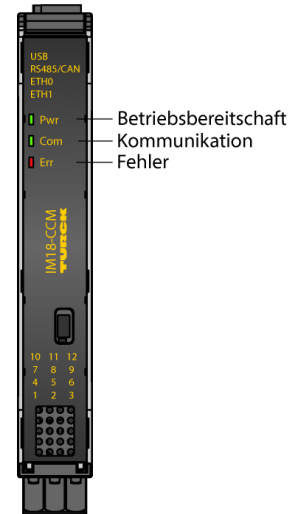 USB
RS485/CAN
ETH0
ETH1
Pwr
Betriebsbereitschaft
Com
Kommunikation
Err
Fehler
IM18-CCM
TURCK
10 11 12
7 8 9
4 5 6
1 2 3